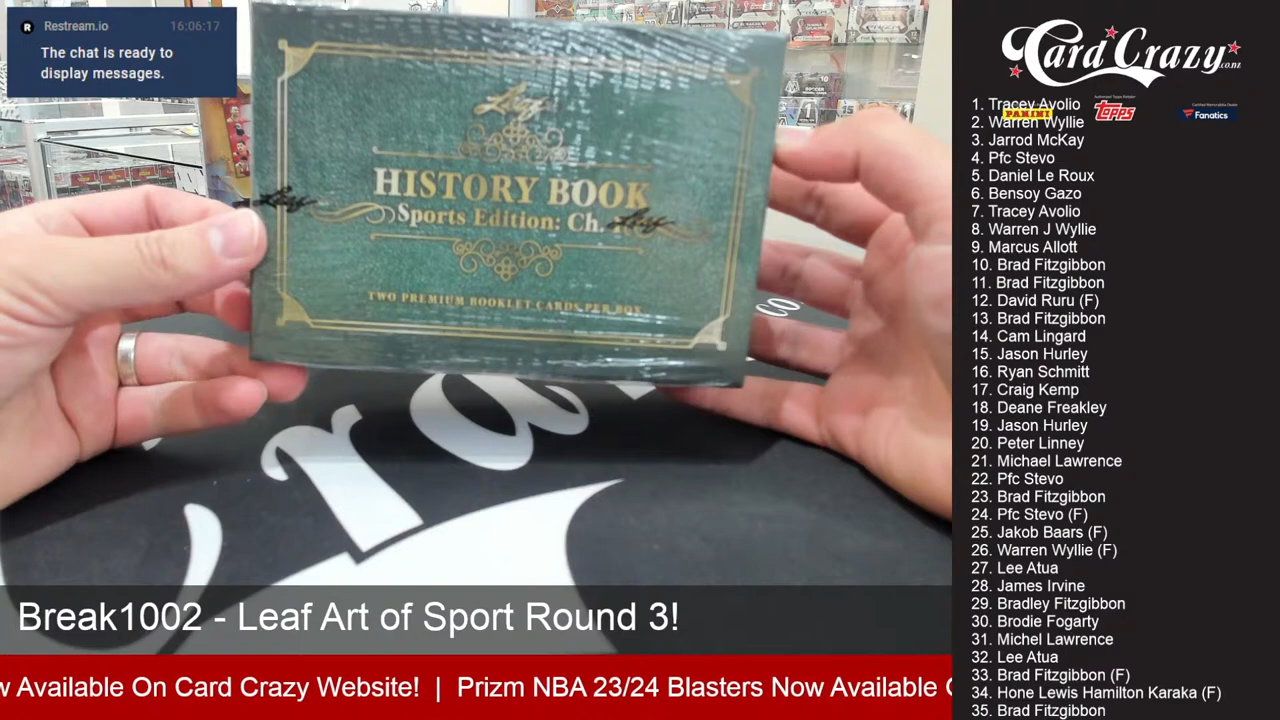 Restream.io 16:06:17
The chat is ready to
display messages.
Leaf
HISTORY BOOK
Sports Edition: Ch.
Leaf
Leaf
TWO PREMIUM BOOKLET CARDS PER BOX
Break1002 - Leaf Art of Sport Round 3!
w Available On Card Crazy Website! | Prizm NBA 23/24 Blasters Now Available
Card Crazy.co.nz
PANINI
TOPPS
Fanatics
1. Tracey Avolio
2. Warren Wyllie
3. Jarrod McKay
4. Pfc Stevo
5. Daniel Le Roux
6. Bensoy Gazo
7. Tracey Avolio
8. Warren J Wyllie
9. Marcus Allott
10. Brad Fitzgibbon
11. Brad Fitzgibbon
12. David Ruru (F)
13. Brad Fitzgibbon
14. Cam Lingard
15. Jason Hurley
16. Ryan Schmitt
17. Craig Kemp
18. Deane Freakley
19. Jason Hurley
20. Peter Linney
21. Michael Lawrence
22. Pfc Stevo
23. Brad Fitzgibbon
24. Pfc Stevo (F)
25. Jakob Baars (F)
26. Warren Wyllie (F)
27. Lee Atua
28. James Irvine
29. Bradley Fitzgibbon
30. Brodie Fogarty
31. Michel Lawrence
32. Lee Atua
33. Brad Fitzgibbon (F)
34. Hone Lewis Hamilton Karaka (F)
35. Brad Fitzgibbon